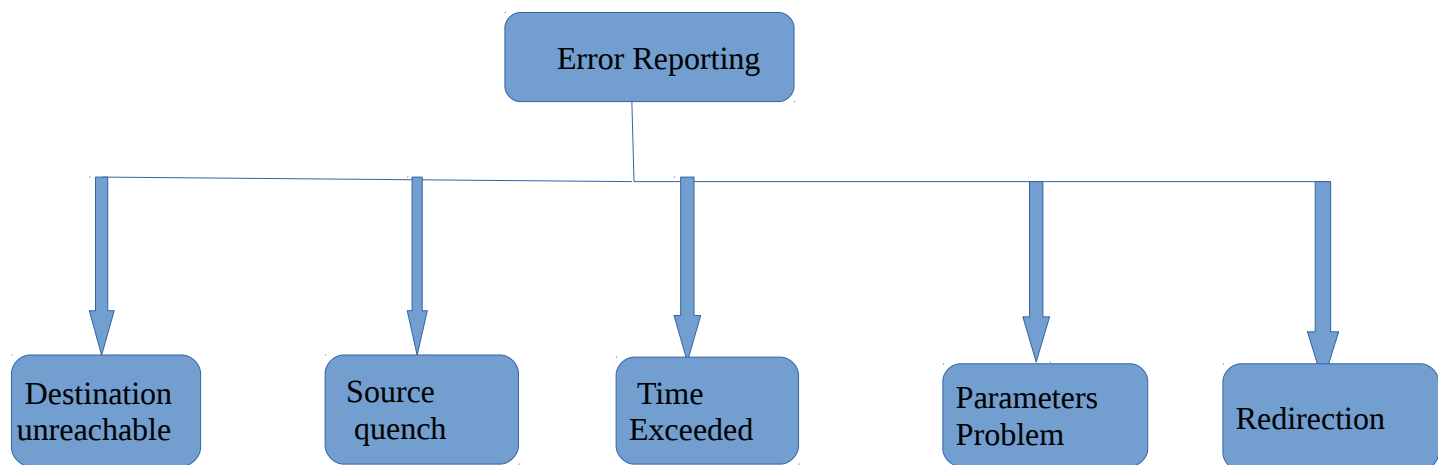 Error Reporting
Destination
unreachable
Source
quench
Time
Exceeded
Parameters
Problem
Redirection